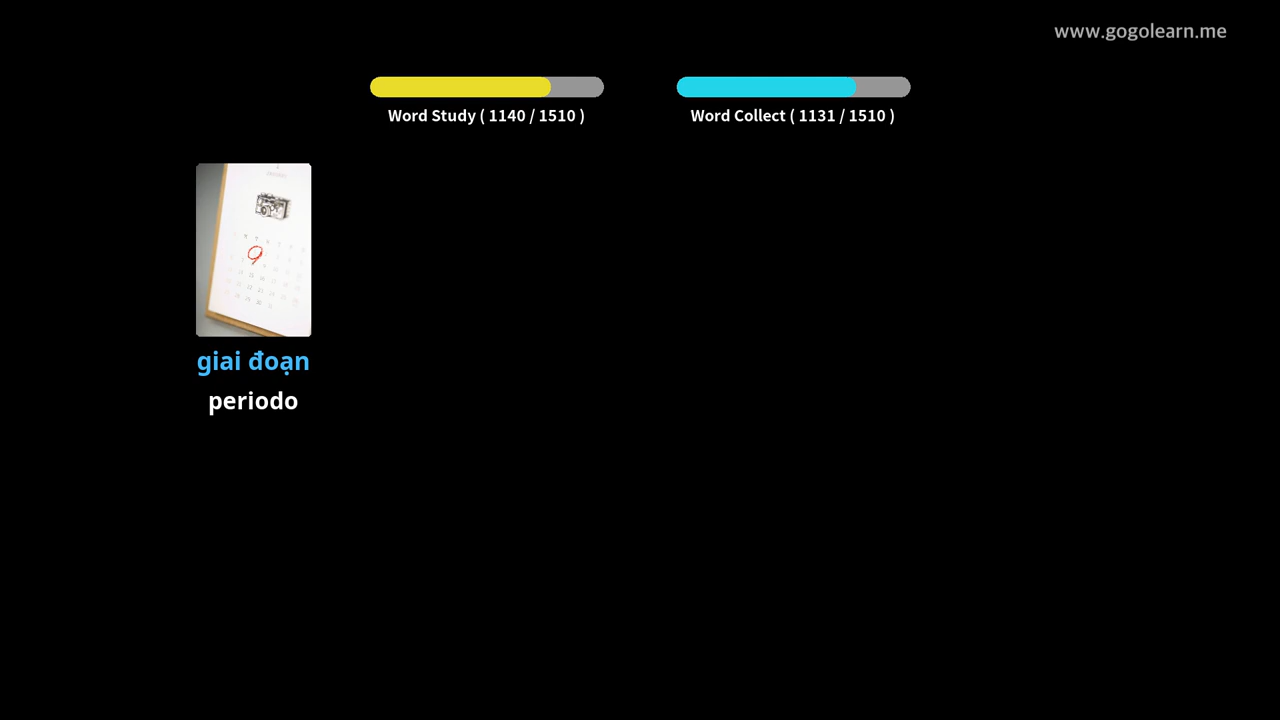 www.gogolearn.me
Word Study ( 1140 / 1510 )
Word Collect ( 1131 / 1510 )
giai đoạn
periodo